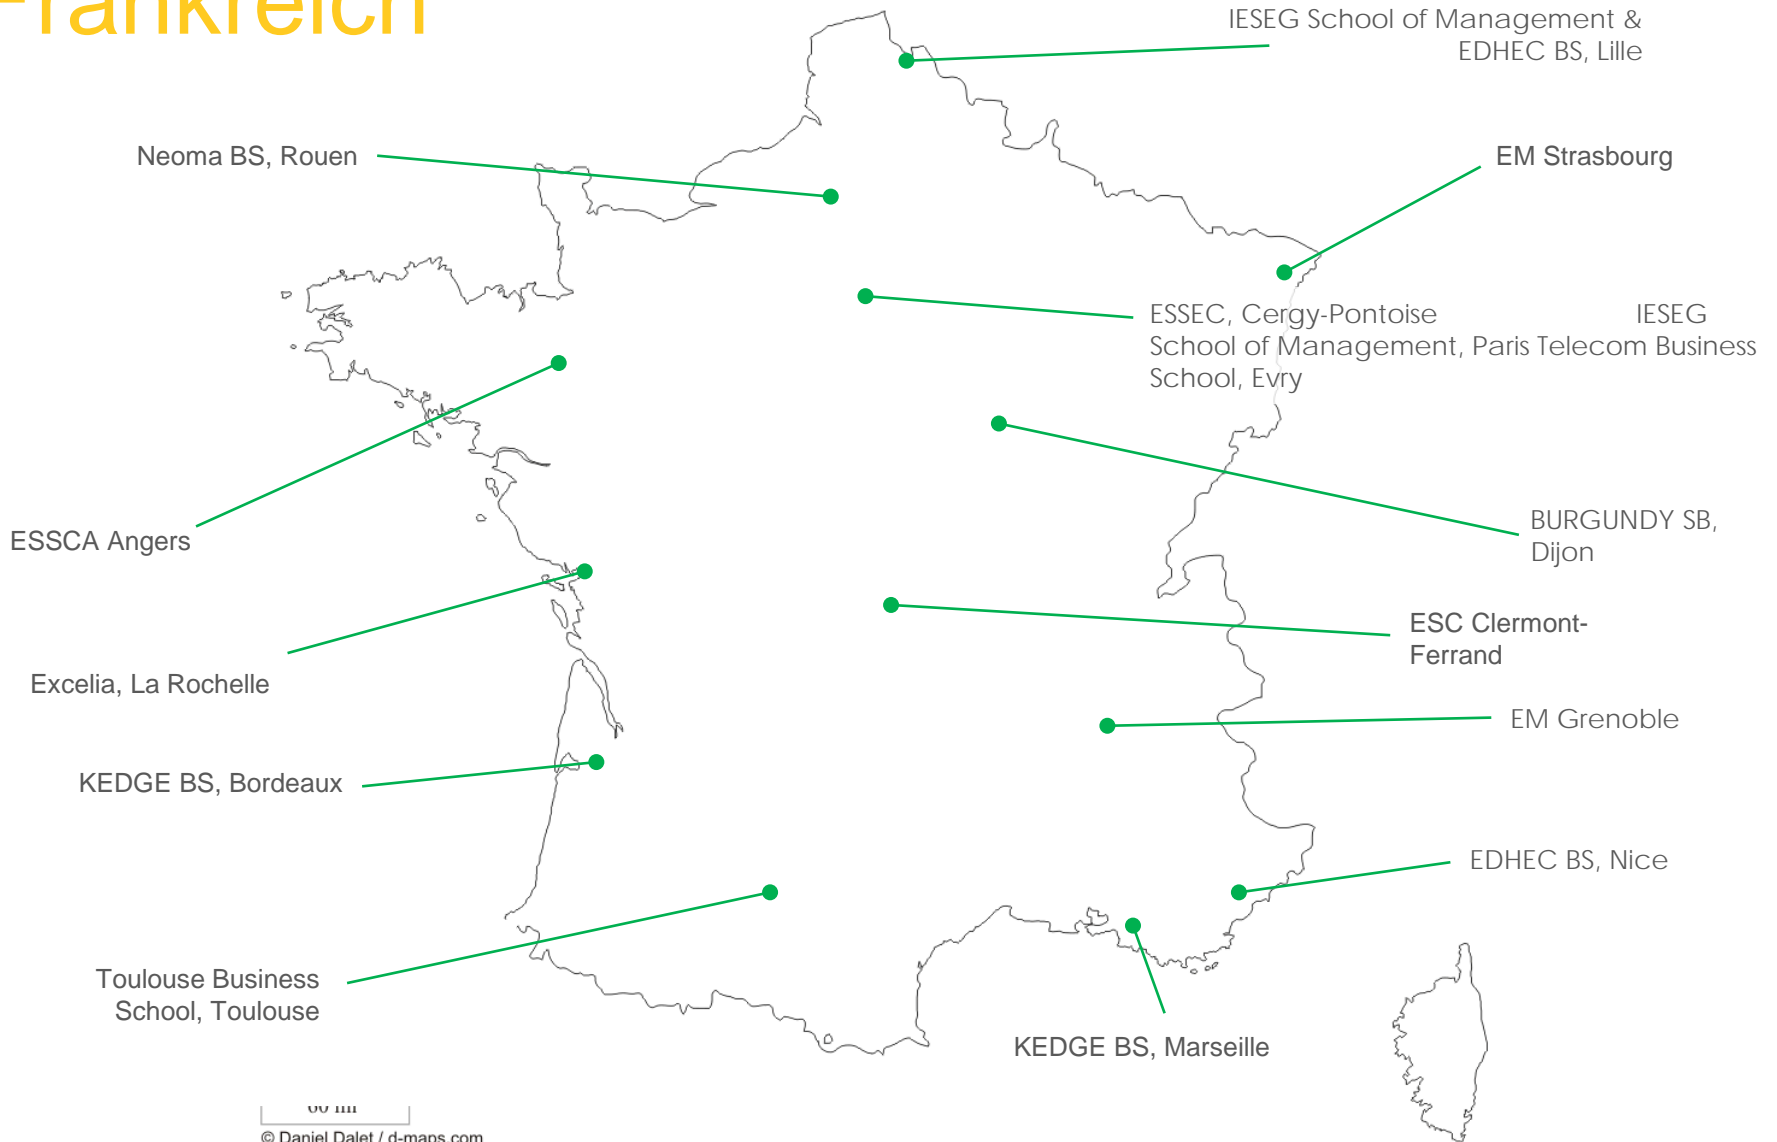 Frankreich
IESEG School of Management &
EDHEC BS, Lille
Neoma BS, Rouen
EM Strasbourg
ESSEC, Cergy-Pontoise IESEG
School of Management, Paris Telecom Business
School, Evry
ESSCA Angers
BURGUNDY SB,
Dijon
ESC Clermont-
Ferrand
Excelia, La Rochelle
EM Grenoble
KEDGE BS, Bordeaux
EDHEC BS, Nice
Toulouse Business
School, Toulouse
KEDGE BS, Marseille
60 mi
© Daniel Dalet / d-maps.com